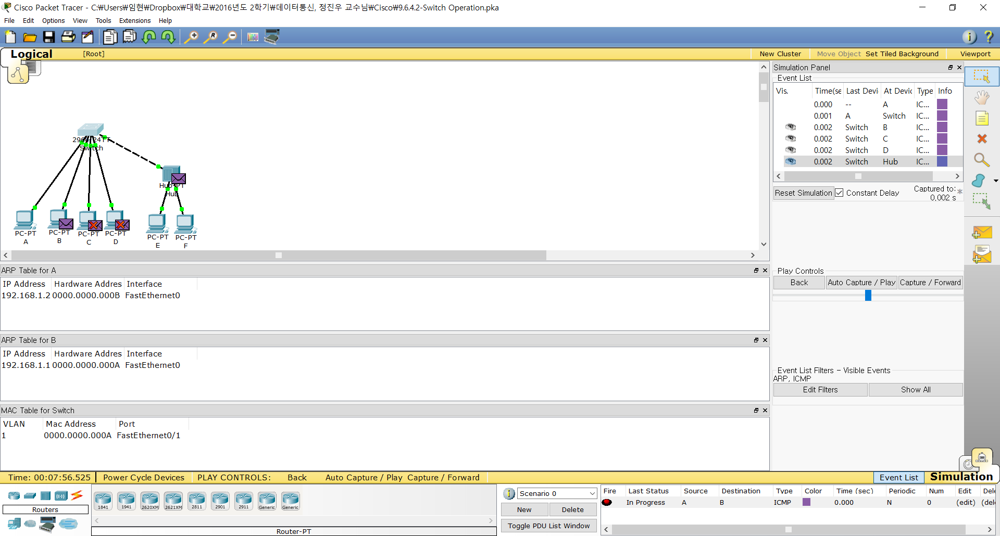 Cisco Packet Tracer - C:₩Users₩임현₩Dropbox₩대학교₩2016년도 2학기₩데이터통신, 정진우 교수님₩Cisco₩9.6.4.2-Switch Operation.pka
File Edit Options View Tools Extensions Help
Logical [Root] New Cluster Move Object Set Tiled Background Viewport
2960-24TT
Switch
Hub-PT
Hub
PC-PT
A
PC-PT
B
PC-PT
C
PC-PT
D
PC-PT
E
PC-PT
F
Simulation Panel
Event List
Vis. Time(se Last Devi At Devic Type Info
0.000 -- A IC...
0.001 A Switch IC...
0.002 Switch B IC...
0.002 Switch C IC...
0.002 Switch D IC...
0.002 Switch Hub IC...
Reset Simulation Constant Delay Captured to: *
0.002 s
Play Controls
Back Auto Capture / Play Capture / Forward
Event List Filters - Visible Events
ARP, ICMP
Edit Filters Show All
ARP Table for A
IP Address Hardware Addres Interface
192.168.1.2 0000.0000.000B FastEthernet0
ARP Table for B
IP Address Hardware Addres Interface
192.168.1.1 0000.0000.000A FastEthernet0
MAC Table for Switch
VLAN Mac Address Port
1 0000.0000.000A FastEthernet0/1
Time: 00:07:56.525 Power Cycle Devices PLAY CONTROLS: Back Auto Capture / Play Capture / Forward Event List Simulation
Routers
1841 1941 2620XM 2621XM 2811 2901 2911 Generic Generic
Router-PT
Scenario 0
New Delete
Toggle PDU List Window
Fire Last Status Source Destination Type Color Time (sec) Periodic Num Edit Dele
In Progress A B ICMP 0.000 N 0 (edit) (del